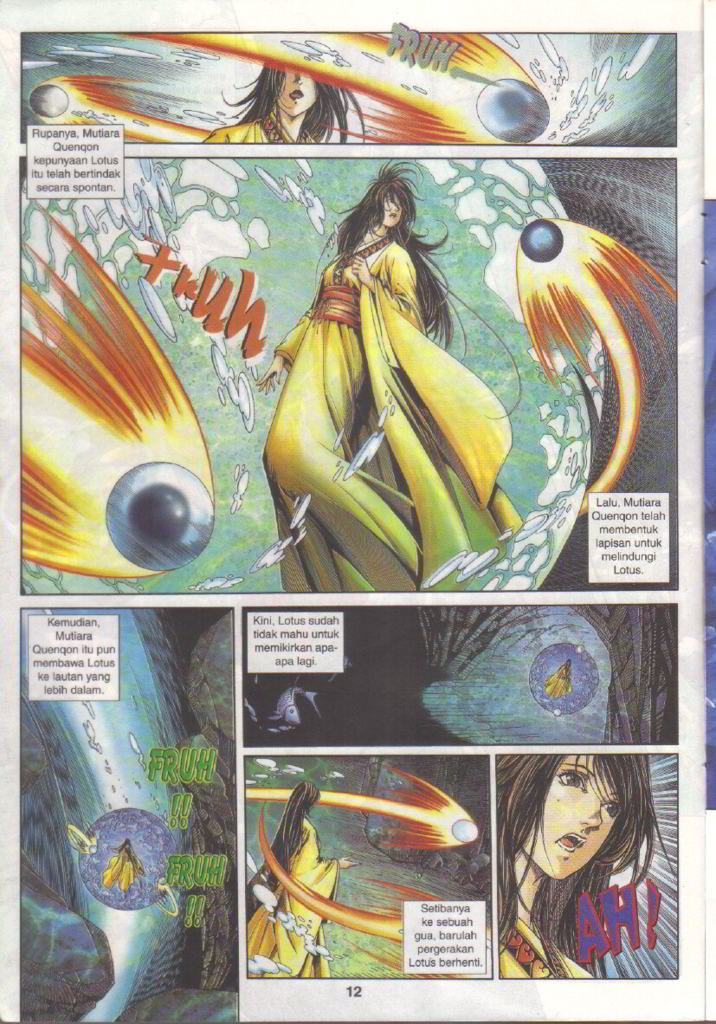 FRUH
Rupanya, Mutiara
Quenqon
kepunyaan Lotus
itu telah bertindak
secara spontan.
truh
Lalu, Mutiara
Quenqon telah
membentuk
lapisan untuk
melindungi
Lotus.
Kemudian,
Mutiara
Quenqon itu pun
membawa Lotus
ke lautan yang
lebih dalam.
FRUH
!!
FRUH
!!
Kini, Lotus sudah
tidak mahu untuk
memikirkan apa-
apa lagi.
Setibanya
ke sebuah
gua, barulah
pergerakan
Lotus berhenti.
AH!
12